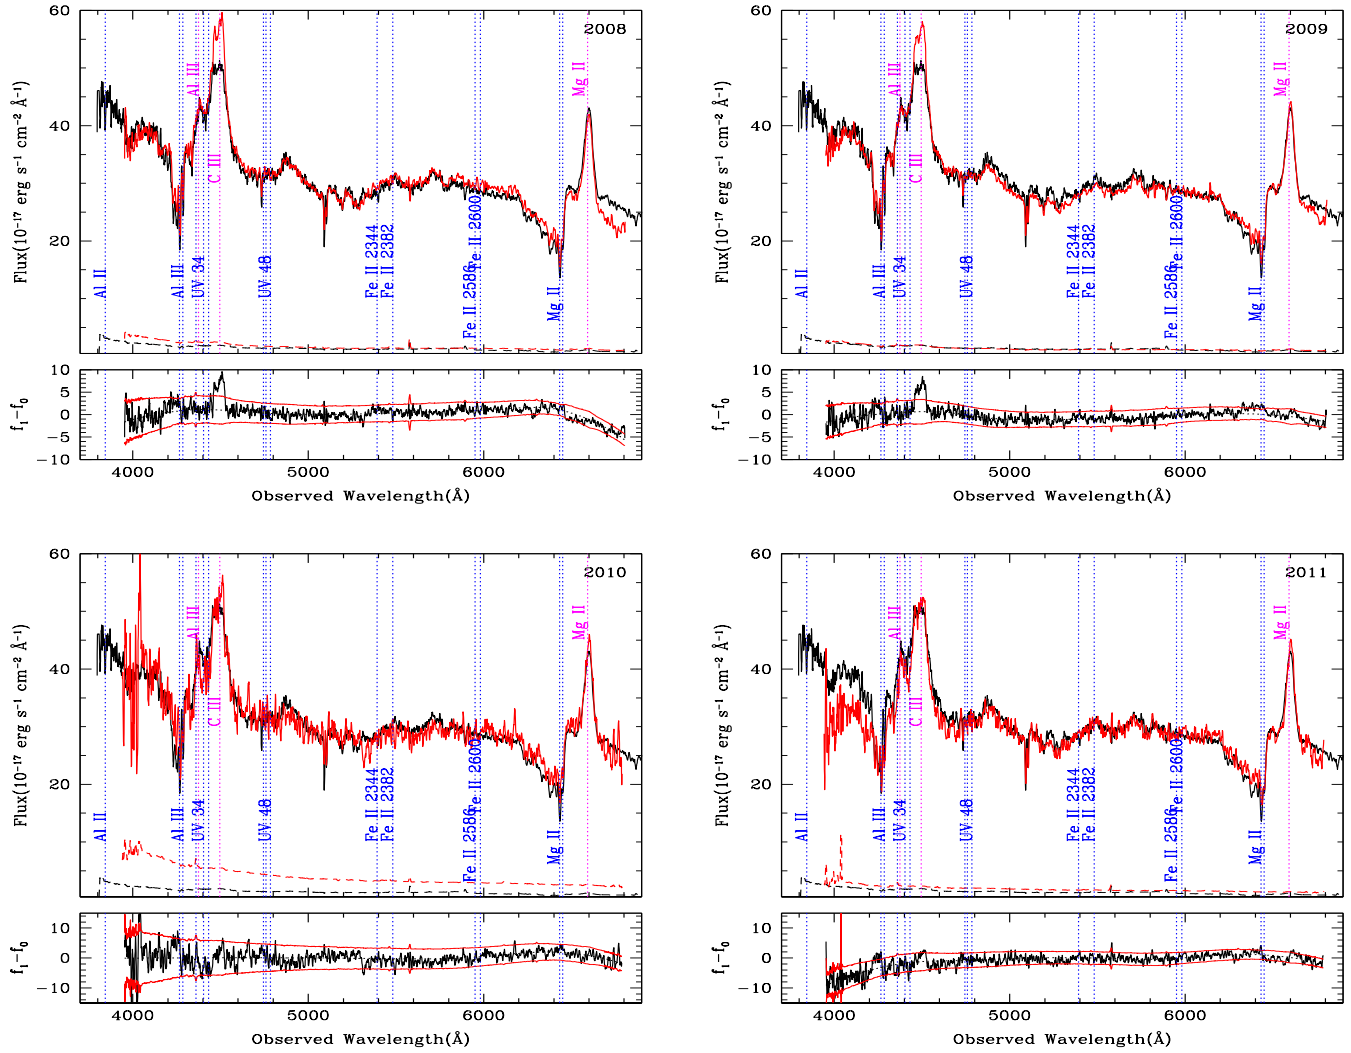 2008
60
40
20
Flux(10⁻¹⁷ erg s⁻¹ cm⁻² Å⁻¹)
Al III
C III
Mg II
Al II
Al III
UV 34
UV 48
Fe II 2344
Fe II 2382
Fe II 2586
Fe II 2600
Mg II
10
5
0
−5
−10
f₁−f₀
4000 5000 6000
Observed Wavelength(Å)
2009
60
40
20
Flux(10⁻¹⁷ erg s⁻¹ cm⁻² Å⁻¹)
Al III
C III
Mg II
Al II
Al III
UV 34
UV 48
Fe II 2344
Fe II 2382
Fe II 2586
Fe II 2600
Mg II
10
5
0
−5
−10
f₁−f₀
4000 5000 6000
Observed Wavelength(Å)
2010
60
40
20
Flux(10⁻¹⁷ erg s⁻¹ cm⁻² Å⁻¹)
Al III
C III
Mg II
Al II
Al III
UV 34
UV 48
Fe II 2344
Fe II 2382
Fe II 2586
Fe II 2600
Mg II
10
0
−10
f₁−f₀
4000 5000 6000
Observed Wavelength(Å)
2011
60
40
20
Flux(10⁻¹⁷ erg s⁻¹ cm⁻² Å⁻¹)
Al III
C III
Mg II
Al II
Al III
UV 34
UV 48
Fe II 2344
Fe II 2382
Fe II 2586
Fe II 2600
Mg II
10
0
−10
f₁−f₀
4000 5000 6000
Observed Wavelength(Å)